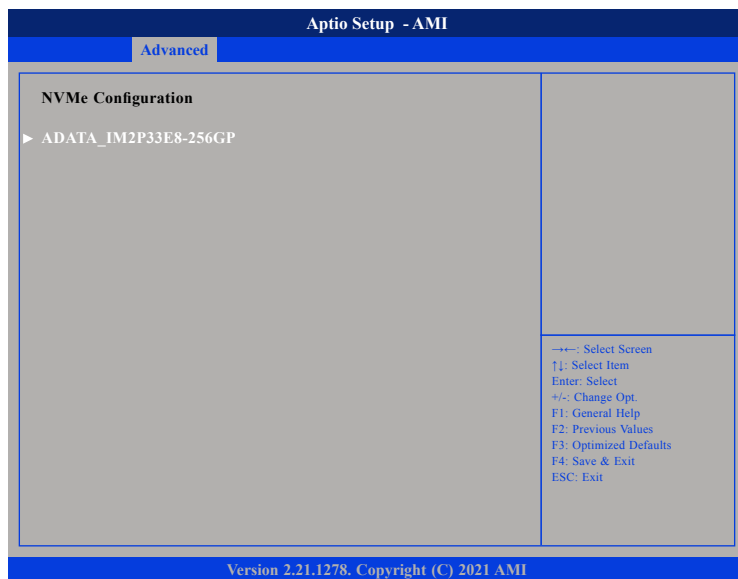 Aptio Setup - AMI
Advanced
NVMe Configuration
► ADATA_IM2P33E8-256GP
→←: Select Screen
↑↓: Select Item
Enter: Select
+/-: Change Opt.
F1: General Help
F2: Previous Values
F3: Optimized Defaults
F4: Save & Exit
ESC: Exit
Version 2.21.1278. Copyright (C) 2021 AMI